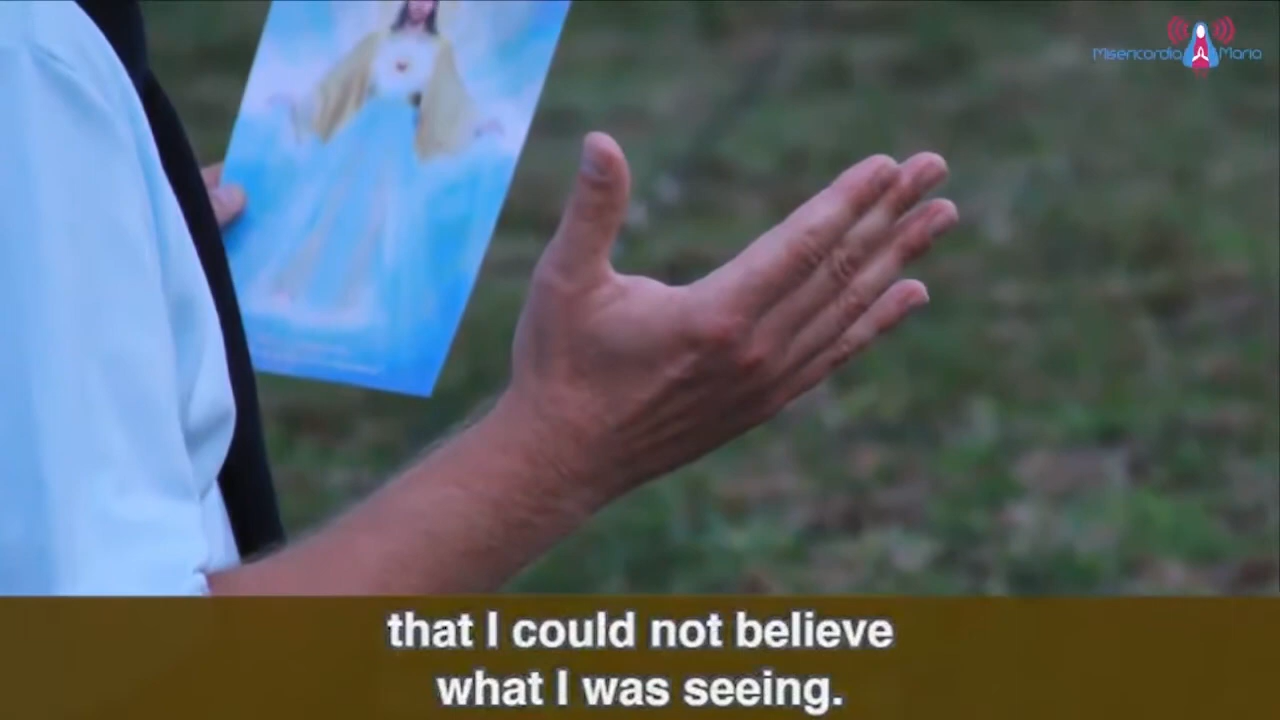 Misericordia Maria
that I could not believe
what I was seeing.